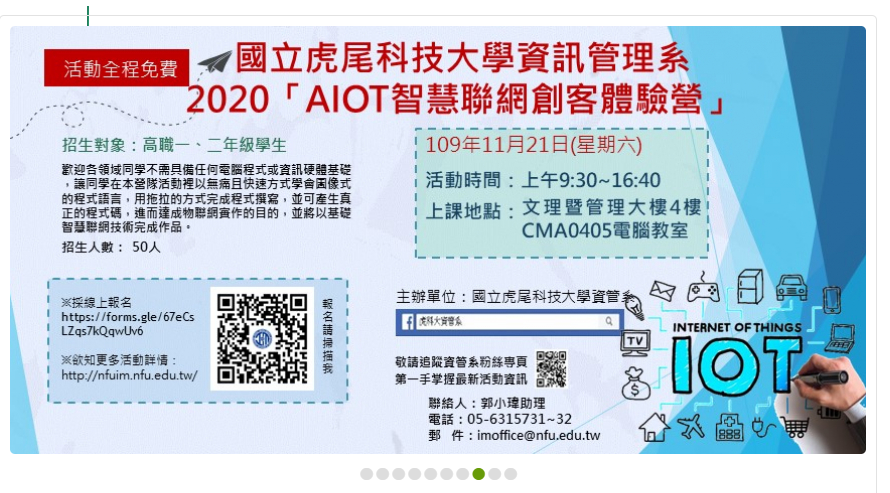 活動全程免費
國立虎尾科技大學資訊管理系
2020「AIOT智慧聯網創客體驗營」
招生對象：高職一、二年級學生
歡迎各領域同學不需具備任何電腦程式或資訊硬體基礎
，讓同學在本營隊活動裡以無痛且快速方式學會圖像式
的程式語言，用拖拉的方式完成程式撰寫，並可產生真
正的程式碼，進而達成物聯網實作的目的，並將以基礎
智慧聯網技術完成作品。
招生人數： 50人
109年11月21日(星期六)
活動時間：上午9:30~16:40
上課地點：文理暨管理大樓4樓
CMA0405電腦教室
※採線上報名
https://forms.gle/67eCs
LZqs7kQqwUv6
※欲知更多活動詳情：
http://nfuim.nfu.edu.tw/
報名請掃描我
主辦單位：國立虎尾科技大學資管系
f 虎科大資管系
敬請追蹤資管系粉絲專頁
第一手掌握最新活動資訊
聯絡人：郭小瑋助理
電話：05-6315731~32
郵 件：imoffice@nfu.edu.tw
INTERNET OF THINGS
IOT
TV